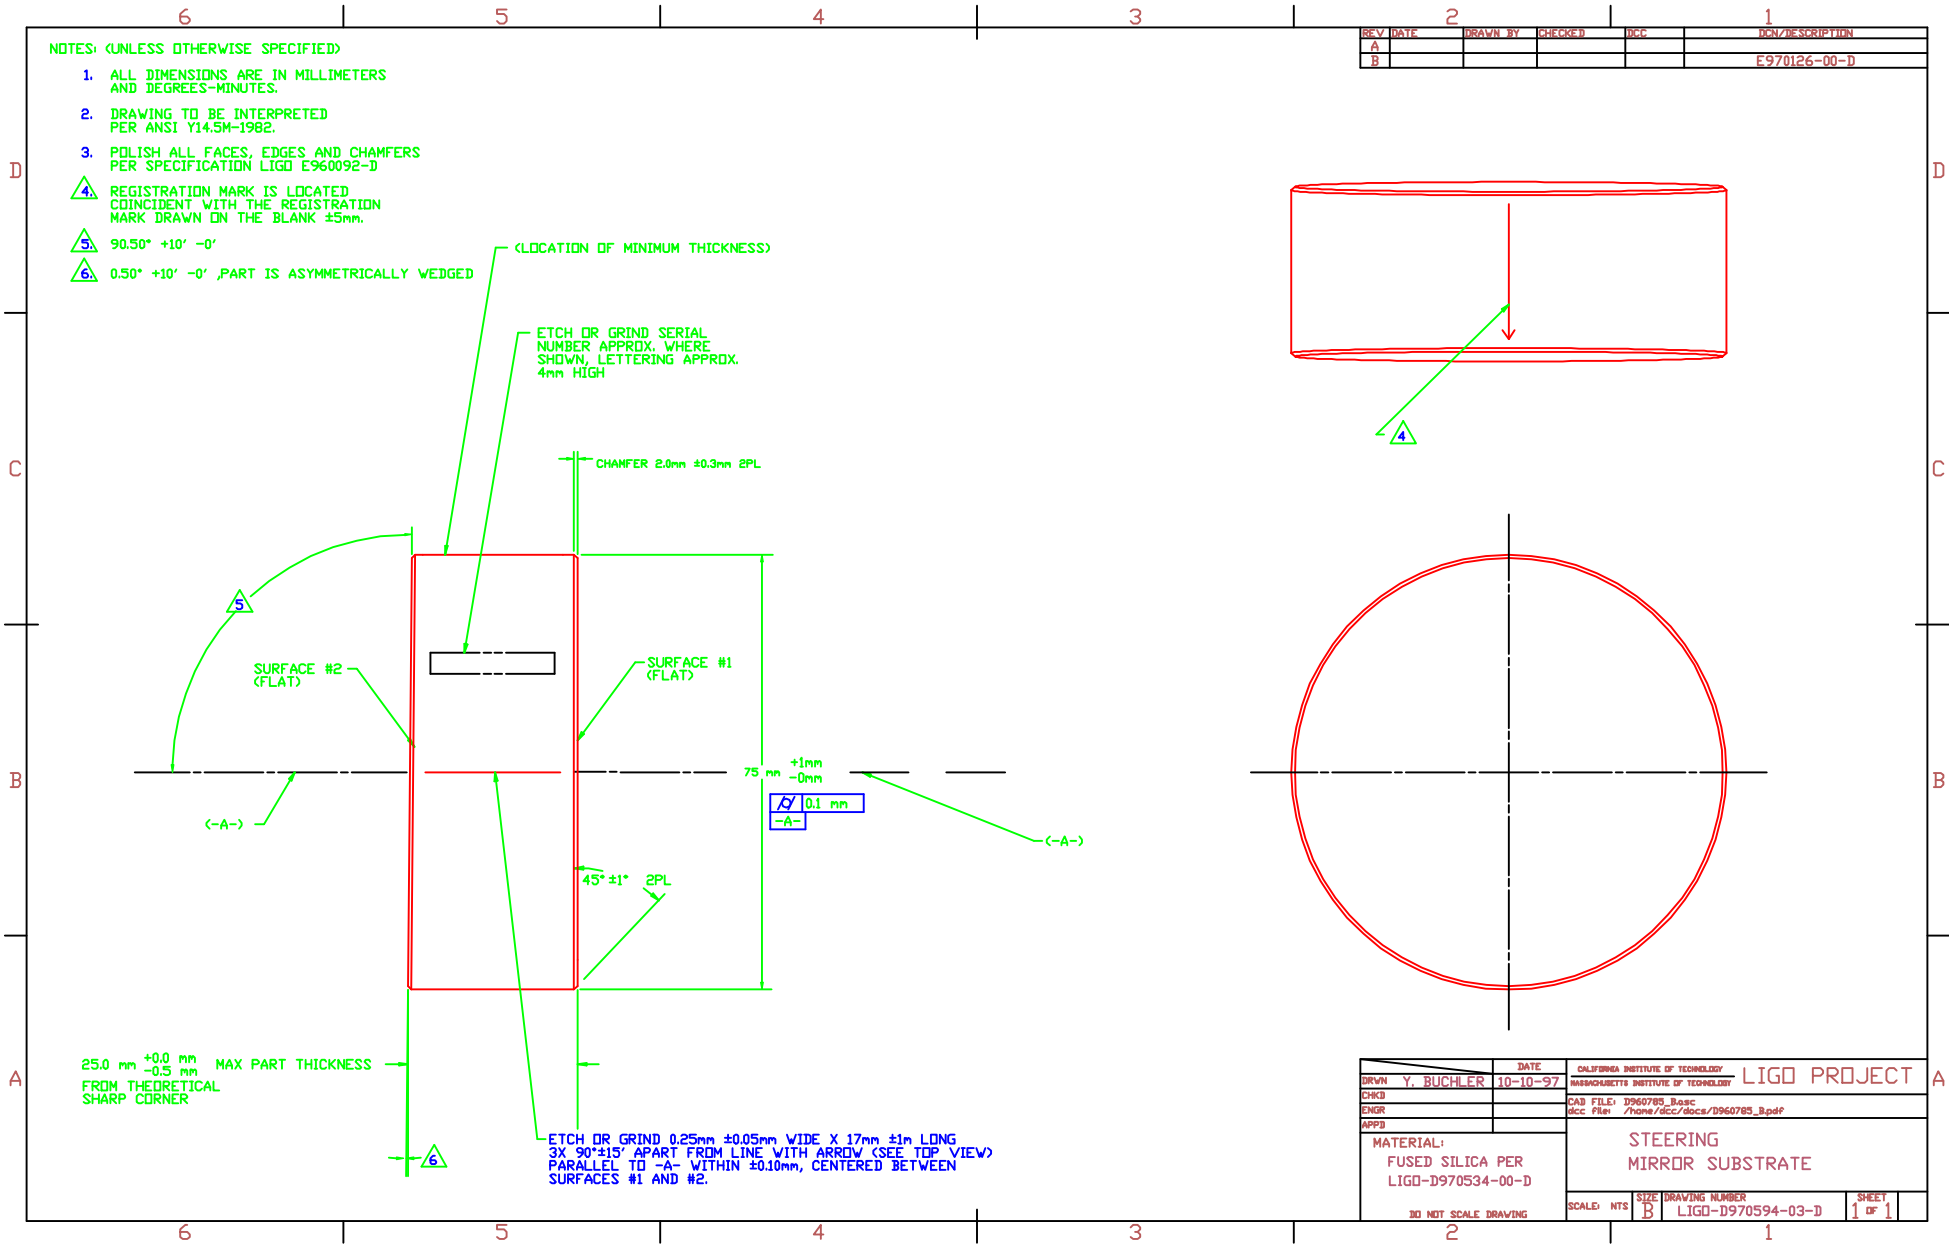 6 5 4 3 2 1
NOTES: (UNLESS OTHERWISE SPECIFIED)
1. ALL DIMENSIONS ARE IN MILLIMETERS
AND DEGREES-MINUTES.
2. DRAWING TO BE INTERPRETED
PER ANSI Y14.5M-1982.
3. POLISH ALL FACES, EDGES AND CHAMFERS
PER SPECIFICATION LIGO E960092-D
4. REGISTRATION MARK IS LOCATED
COINCIDENT WITH THE REGISTRATION
MARK DRAWN ON THE BLANK ±5mm.
5. 90.50° +10' -0'
6. 0.50° +10' -0' ,PART IS ASYMMETRICALLY WEDGED
REV DATE DRAWN BY CHECKED DCC DCN/DESCRIPTION
A
B E970126-00-D
D D
(LOCATION OF MINIMUM THICKNESS)
ETCH OR GRIND SERIAL
NUMBER APPROX. WHERE
SHOWN, LETTERING APPROX.
4mm HIGH
4
C C
CHAMFER 2.0mm ±0.3mm 2PL
5
SURFACE #2
(FLAT)
SURFACE #1
(FLAT)
B B
75 mm +1mm
-0mm
0.1 mm
-A-
(-A-)
(-A-)
45°±1° 2PL
25.0 mm +0.0 mm
-0.5 mm
MAX PART THICKNESS
FROM THEORETICAL
SHARP CORNER
A A
6
ETCH OR GRIND 0.25mm ±0.05mm WIDE X 17mm ±1m LONG
3X 90°±15' APART FROM LINE WITH ARROW (SEE TOP VIEW)
PARALLEL TO -A- WITHIN ±0.10mm, CENTERED BETWEEN
SURFACES #1 AND #2.
DATE
DRWN Y. BUCHLER 10-10-97
CHKD
ENGR
APPD
CALIFORNIA INSTITUTE OF TECHNOLOGY
MASSACHUSETTS INSTITUTE OF TECHNOLOGY
LIGO PROJECT
CAD FILE: D960785_B.asc
dcc file: /home/dcc/docs/D960785_B.pdf
MATERIAL:
FUSED SILICA PER
LIGO-D970534-00-D
DO NOT SCALE DRAWING
STEERING
MIRROR SUBSTRATE
SCALE: NTS
SIZE
B
DRAWING NUMBER
LIGO-D970594-03-D
SHEET
1 OF 1
6 5 4 3 2 1